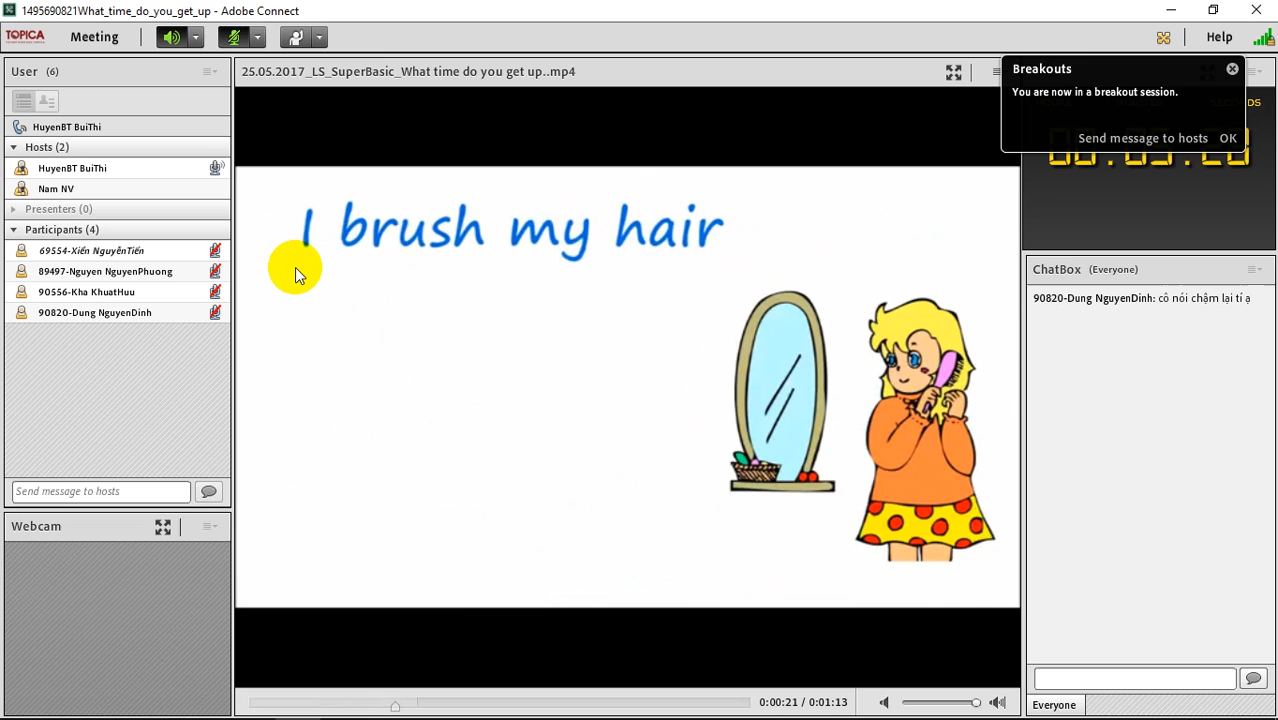 1495690821What_time_do_you_get_up - Adobe Connect
TOPICA
Meeting
Help
User (6)
HuyenBT BuiThi
Hosts (2)
HuyenBT BuiThi
Nam NV
Presenters (0)
Participants (4)
69554-Xiến NguyễnTiến
89497-Nguyen NguyenPhuong
90556-Kha KhuatHuu
90820-Dung NguyenDinh
Send message to hosts
Webcam
25.05.2017_LS_SuperBasic_What time do you get up..mp4
I brush my hair
0:00:21 / 0:01:13
Breakouts
You are now in a breakout session.
Send message to hosts OK
ChatBox (Everyone)
90820-Dung NguyenDinh: cô nói chậm lại tí ạ
Everyone